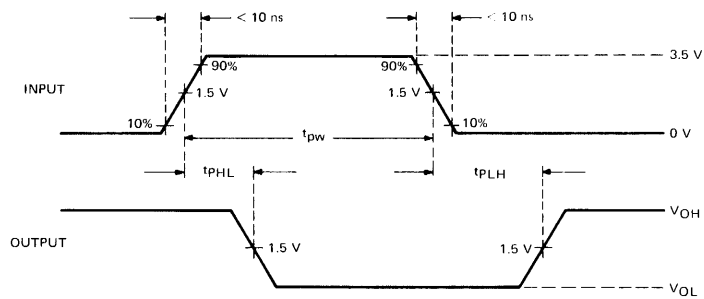 < 10 ns
< 10 ns
3.5 V
90%
90%
INPUT
1.5 V
1.5 V
10%
10%
0 V
tpw
tPHL
tPLH
VOH
OUTPUT
1.5 V
1.5 V
VOL